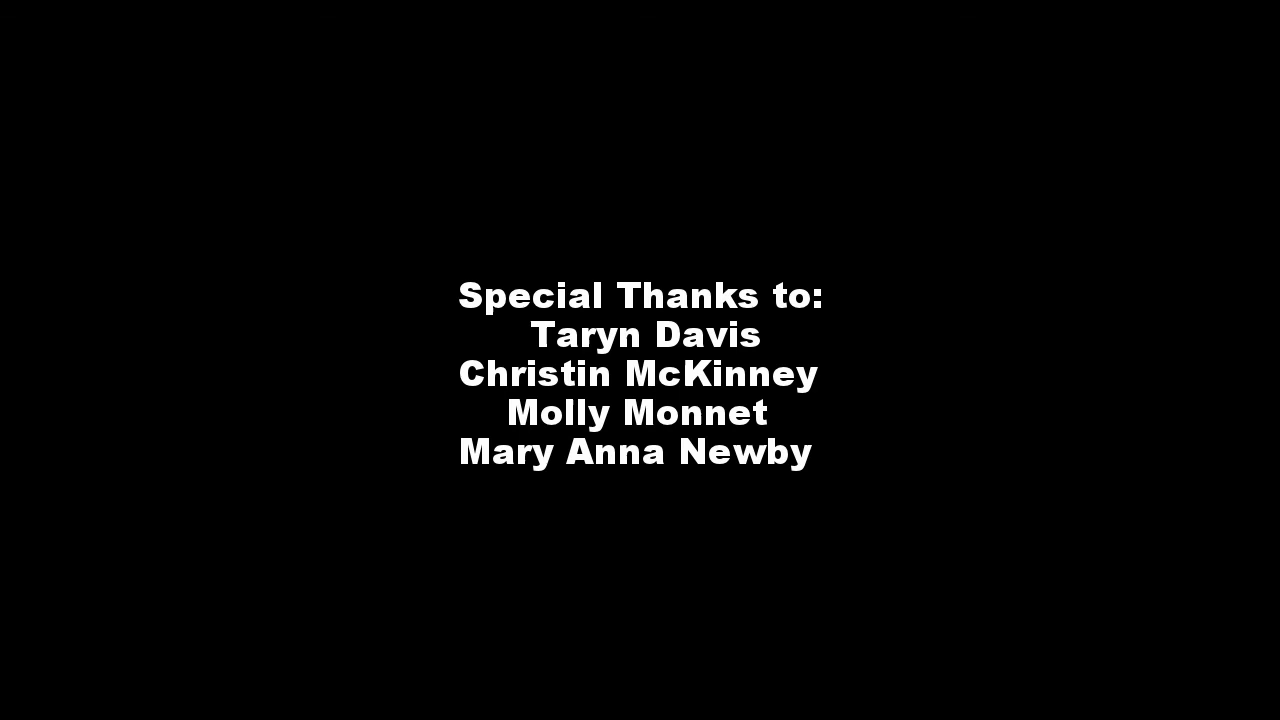 Special Thanks to:
Taryn Davis
Christin McKinney
Molly Monnet
Mary Anna Newby